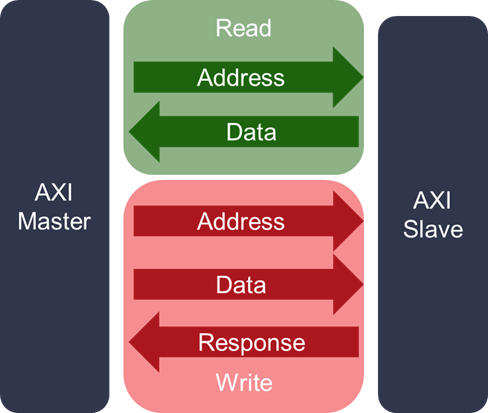 AXI
Master
Read
Address
Data
Address
Data
Response
Write
AXI
Slave